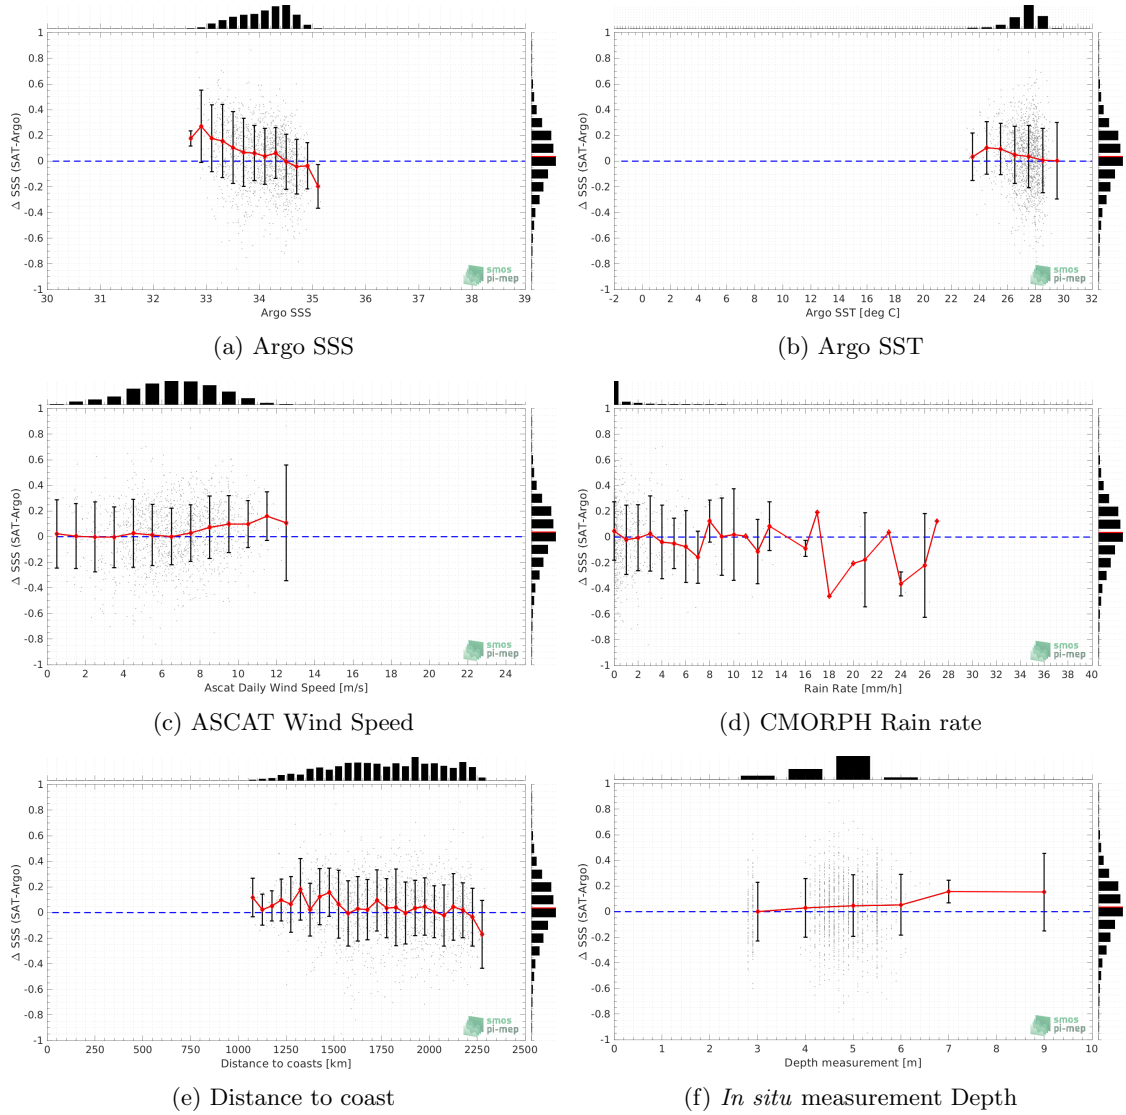 1
0.8
0.6
0.4
0.2
0
-0.2
-0.4
-0.6
-0.8
-1
Δ SSS (SAT-Argo)
smos
pi-mep
30 31 32 33 34 35 36 37 38 39
Argo SSS
(a) Argo SSS
1
0.8
0.6
0.4
0.2
0
-0.2
-0.4
-0.6
-0.8
-1
Δ SSS (SAT-Argo)
smos
pi-mep
-2 0 2 4 6 8 10 12 14 16 18 20 22 24 26 28 30 32
Argo SST [deg C]
(b) Argo SST
1
0.8
0.6
0.4
0.2
0
-0.2
-0.4
-0.6
-0.8
-1
Δ SSS (SAT-Argo)
smos
pi-mep
0 2 4 6 8 10 12 14 16 18 20 22 24
Ascat Daily Wind Speed [m/s]
(c) ASCAT Wind Speed
1
0.8
0.6
0.4
0.2
0
-0.2
-0.4
-0.6
-0.8
-1
Δ SSS (SAT-Argo)
smos
pi-mep
0 2 4 6 8 10 12 14 16 18 20 22 24 26 28 30 32 34 36 38 40
Rain Rate [mm/h]
(d) CMORPH Rain rate
1
0.8
0.6
0.4
0.2
0
-0.2
-0.4
-0.6
-0.8
-1
Δ SSS (SAT-Argo)
smos
pi-mep
0 250 500 750 1000 1250 1500 1750 2000 2250 2500
Distance to coasts [km]
(e) Distance to coast
1
0.8
0.6
0.4
0.2
0
-0.2
-0.4
-0.6
-0.8
-1
Δ SSS (SAT-Argo)
smos
pi-mep
0 1 2 3 4 5 6 7 8 9 10
Depth measurement [m]
(f) In situ measurement Depth